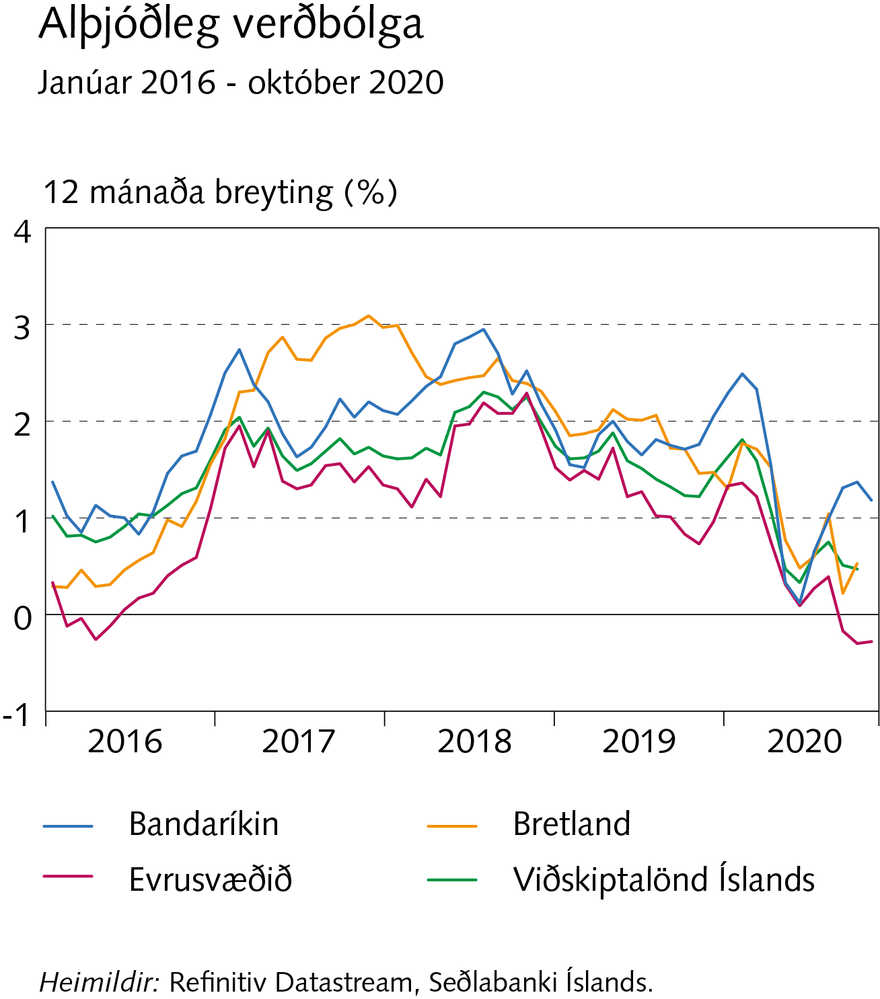 Alþjóðleg verðbólga
Janúar 2016 - október 2020
12 mánaða breyting (%)
4
3
2
1
0
-1
2016 2017 2018 2019 2020
Bandaríkin Bretland
Evrusvæðið Viðskiptalönd Íslands
Heimildir: Refinitiv Datastream, Seðlabanki Íslands.